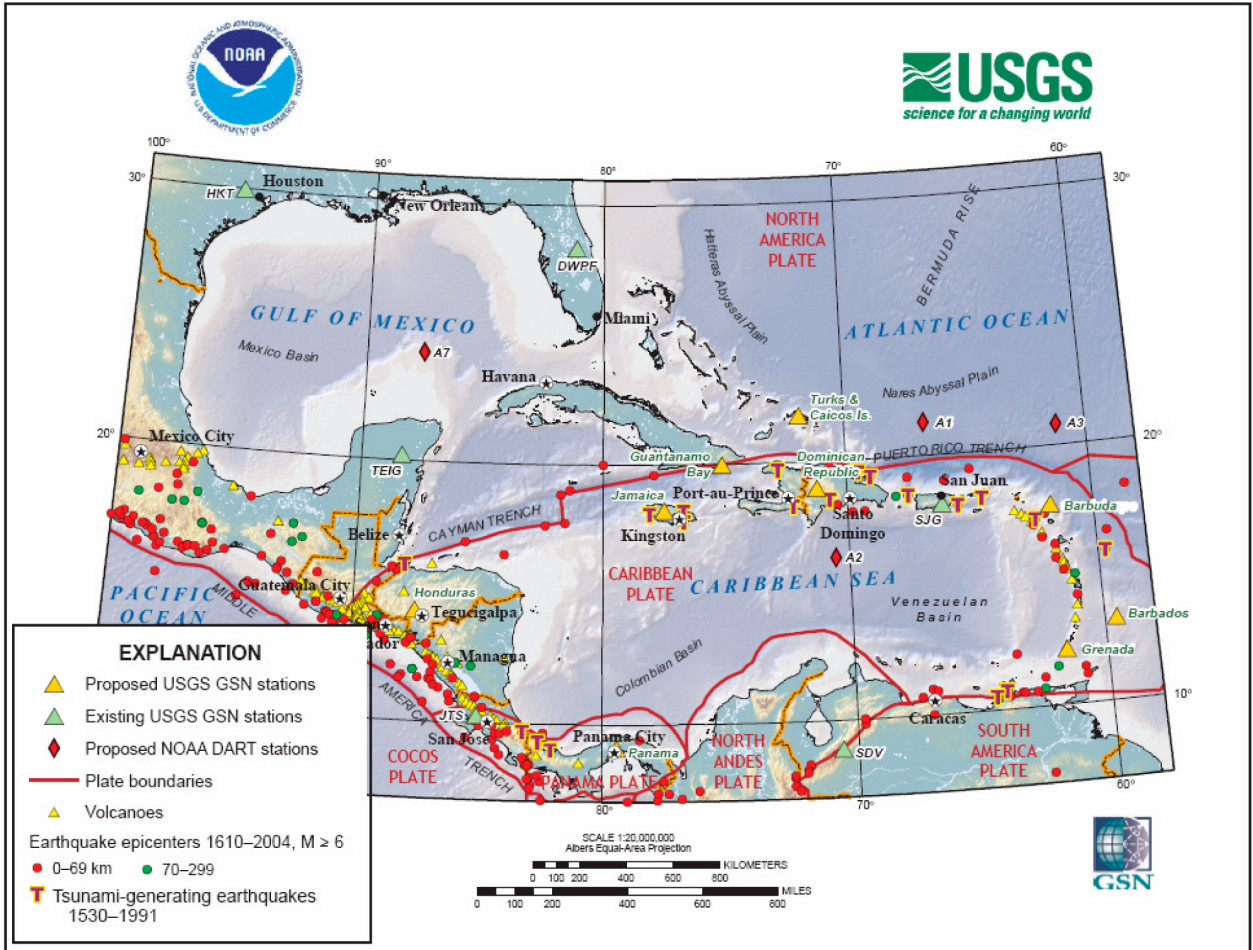 NATIONAL OCEANIC AND ATMOSPHERIC ADMINISTRATION
NOAA
U.S. DEPARTMENT OF COMMERCE
USGS
science for a changing world
100°
90°
80°
70°
60°
30°
30°
HKT
Houston
New Orleans
DWPF
NORTH
AMERICA
PLATE
Hatteras Abyssal Plain
BERMUDA RISE
GULF OF MEXICO
Miami
ATLANTIC OCEAN
Mexico Basin
A7
Havana
Nares Abyssal Plain
Turks &
Caicos Is.
A1
A3
20°
20°
Mexico City
TEIG
Guantanamo
Bay
Dominican
Republic
PUERTO RICO TRENCH
Jamaica
Port-au-Prince
San Juan
CAYMAN TRENCH
Kingston
Santo
Domingo
SJG
Barbuda
Belize
A2
PACIFIC
OCEAN
MIDDLE
Guatemala City
Honduras
Tegucigalpa
CARIBBEAN
PLATE
CARIBBEAN SEA
Venezuelan
Basin
Barbados
ador
Managua
Colombian Basin
Grenada
AMERICA
JTS
San Jose
10°
Caracas
Panama City
Panama
COCOS
PLATE
TRENCH
PANAMA PLATE
NORTH
ANDES
PLATE
SDV
SOUTH
AMERICA
PLATE
80°
70°
60°
EXPLANATION
Proposed USGS GSN stations
Existing USGS GSN stations
Proposed NOAA DART stations
Plate boundaries
Volcanoes
Earthquake epicenters 1610–2004, M ≥ 6
0–69 km 70–299
T Tsunami-generating earthquakes
1530–1991
SCALE 1:20,000,000
Albers Equal-Area Projection
KILOMETERS
0 100 200 400 600 800
MILES
0 100 200 400 600 800
GSN